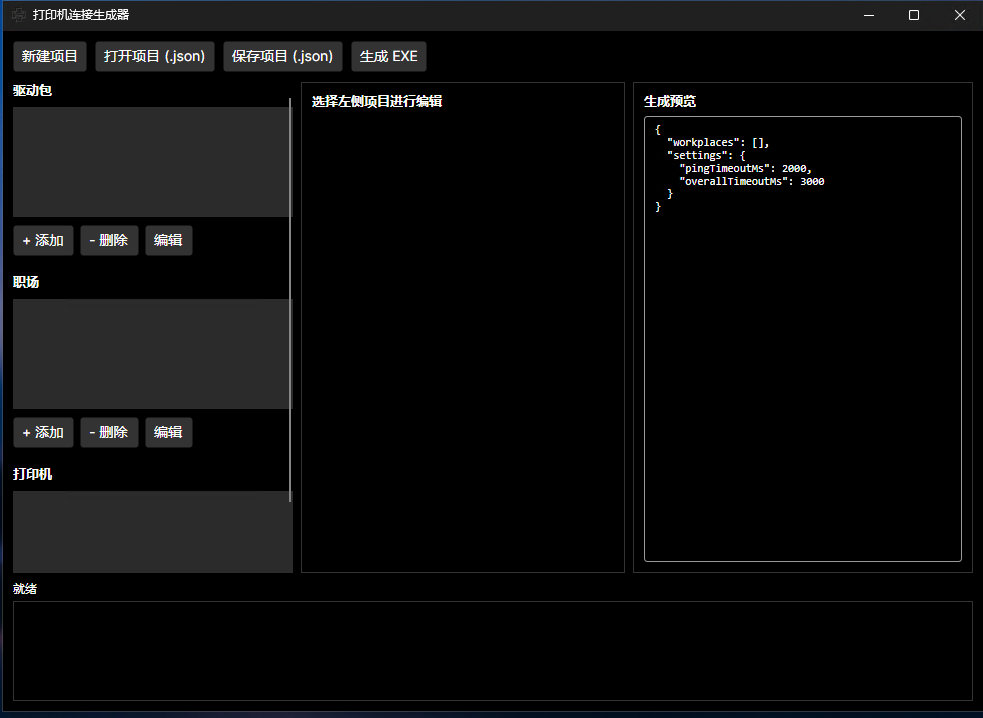 打印机连接生成器
新建项目 打开项目 (.json) 保存项目 (.json) 生成 EXE
驱动包
+ 添加 - 删除 编辑
职场
+ 添加 - 删除 编辑
打印机
选择左侧项目进行编辑
生成预览
{
  "workplaces": [],
  "settings": {
    "pingTimeoutMs": 2000,
    "overallTimeoutMs": 3000
  }
}
就绪